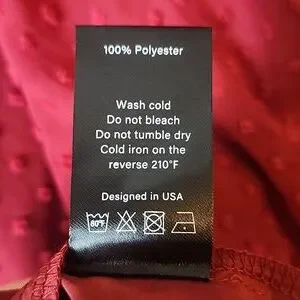 100% Polyester
Wash cold
Do not bleach
Do not tumble dry
Cold iron on the
reverse 210°F
Designed in USA
60°F